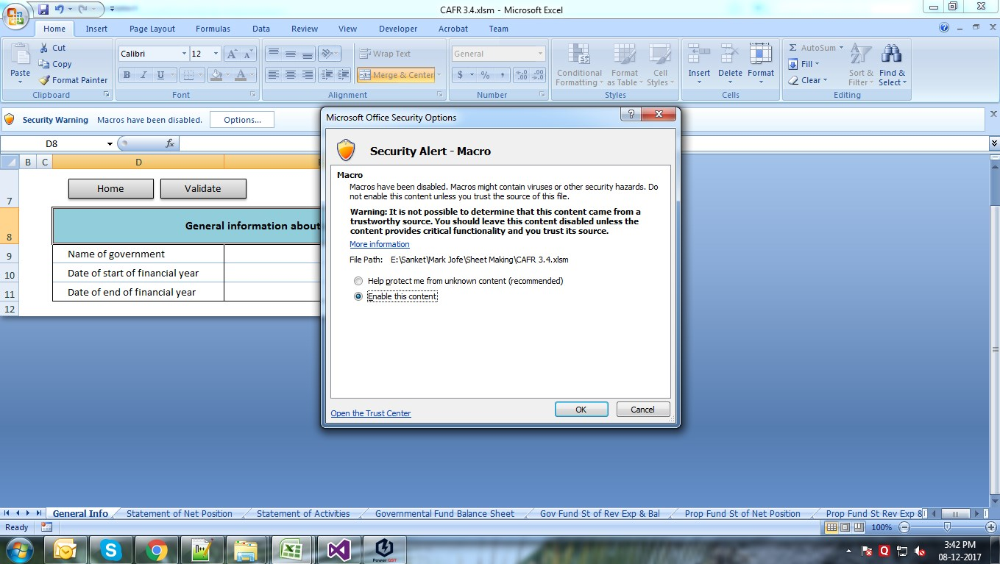 CAFR 3.4.xlsm - Microsoft Excel
Home Insert Page Layout Formulas Data Review View Developer Acrobat Team
Paste
Cut
Copy
Format Painter
Clipboard
Calibri 12
B I U
Font
Wrap Text
Merge & Center
Alignment
General
$ % ,
Number
Conditional Formatting
Format as Table
Cell Styles
Styles
Insert Delete Format
Cells
Σ AutoSum
Fill
Clear
Sort & Filter
Find & Select
Editing
Security Warning Macros have been disabled. Options...
D8 fx
B C D
7 Home Validate
8 General information about
9 Name of government
10 Date of start of financial year
11 Date of end of financial year
12
Microsoft Office Security Options
Security Alert - Macro
Macro
Macros have been disabled. Macros might contain viruses or other security hazards. Do
not enable this content unless you trust the source of this file.
Warning: It is not possible to determine that this content came from a
trustworthy source. You should leave this content disabled unless the
content provides critical functionality and you trust its source.
More information
File Path: E:\Sanket\Mark Jofe\Sheet Making\CAFR 3.4.xlsm
Help protect me from unknown content (recommended)
Enable this content
Open the Trust Center OK Cancel
General Info Statement of Net Position Statement of Activities Governmental Fund Balance Sheet Gov Fund St of Rev Exp & Bal Prop Fund St of Net Position Prop Fund St Rev Exp &
Ready 100%
Power GST
3:42 PM
08-12-2017